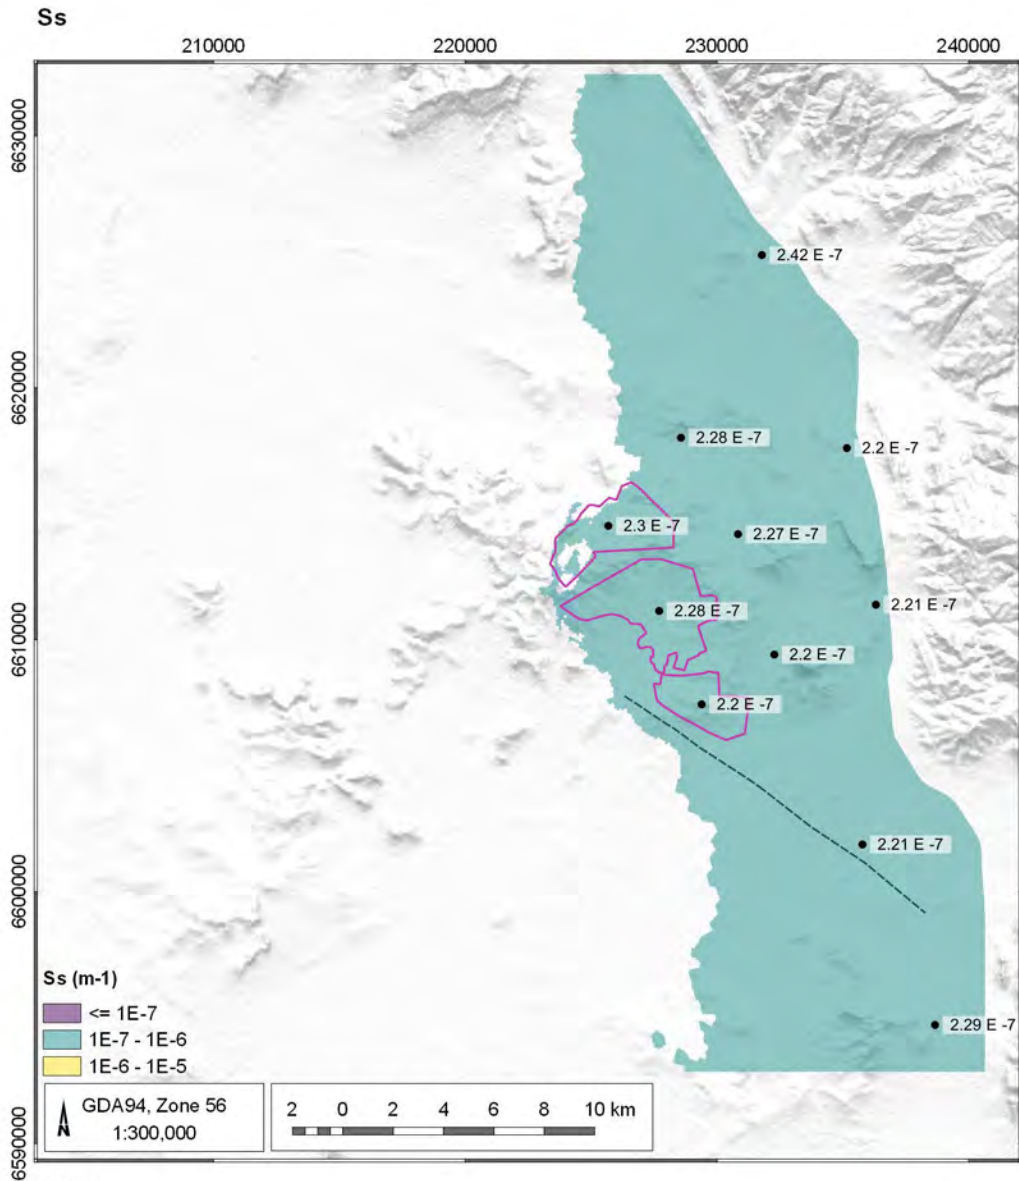 Ss
210000 220000 230000 240000
6630000
2.42 E -7
6620000
2.28 E -7
2.2 E -7
2.3 E -7
2.27 E -7
2.28 E -7
2.21 E -7
6610000
2.2 E -7
2.2 E -7
2.21 E -7
6600000
2.29 E -7
Ss (m-1)
<= 1E-7
1E-7 - 1E-6
1E-6 - 1E-5
N
GDA94, Zone 56
1:300,000
2 0 2 4 6 8 10 km
6590000